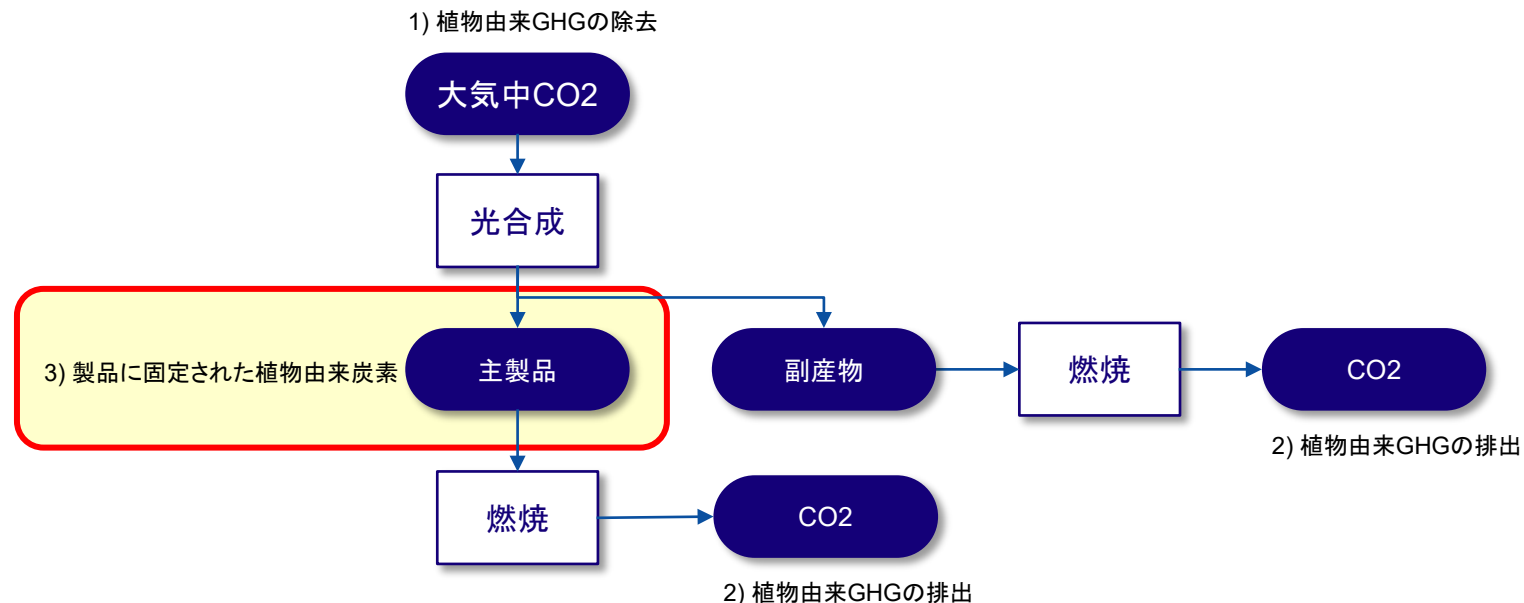 1) 植物由来GHGの除去
大気中CO2
光合成
3) 製品に固定された植物由来炭素
主製品
副産物
燃焼
CO2
2) 植物由来GHGの排出
燃焼
CO2
2) 植物由来GHGの排出